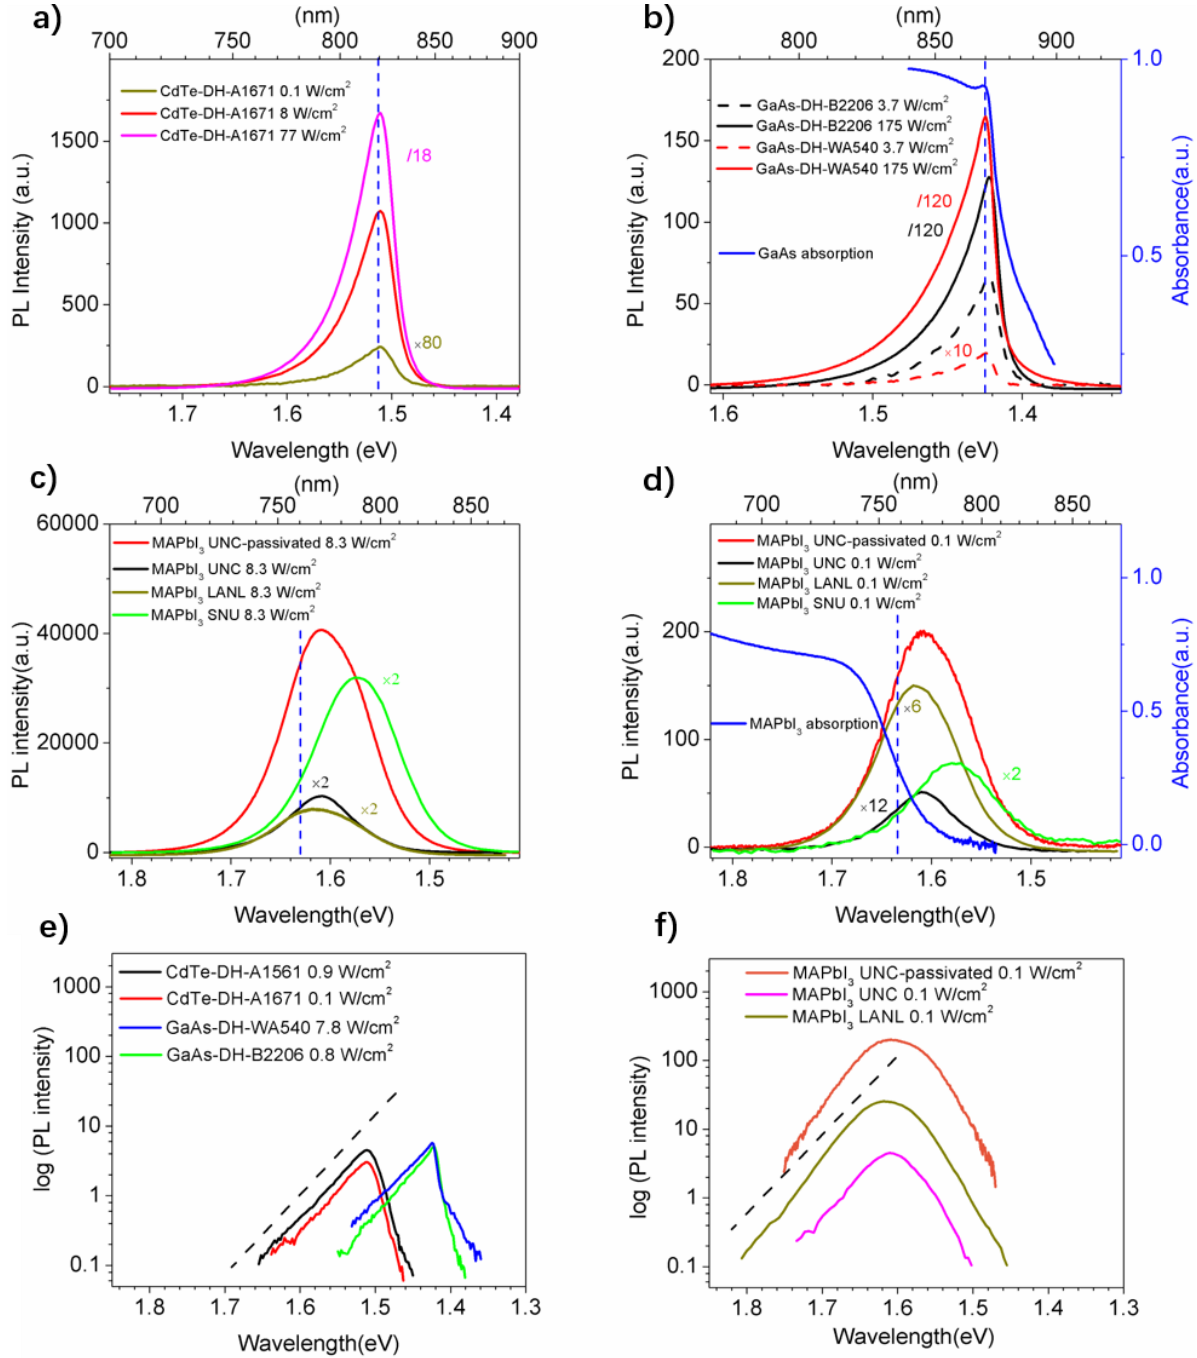 a)
(nm)
700 750 800 850 900
CdTe-DH-A1671 0.1 W/cm²
CdTe-DH-A1671 8 W/cm²
CdTe-DH-A1671 77 W/cm²
/18
×80
1500
1000
500
0
PL Intensity (a.u.)
1.7 1.6 1.5 1.4
Wavelength (eV)
b)
(nm)
800 850 900
GaAs-DH-B2206 3.7 W/cm²
GaAs-DH-B2206 175 W/cm²
GaAs-DH-WA540 3.7 W/cm²
GaAs-DH-WA540 175 W/cm²
/120
/120
GaAs absorption
×10
200
150
100
50
0
PL Intensity (a.u.)
1.0
0.5
Absorbance(a.u.)
1.6 1.5 1.4
Wavelength (eV)
c)
(nm)
700 750 800 850
MAPbI₃ UNC-passivated 8.3 W/cm²
MAPbI₃ UNC 8.3 W/cm²
MAPbI₃ LANL 8.3 W/cm²
MAPbI₃ SNU 8.3 W/cm²
×2
×2
×2
60000
40000
20000
0
PL intensity(a.u.)
1.8 1.7 1.6 1.5
Wavelength(eV)
d)
(nm)
700 750 800 850
MAPbI₃ UNC-passivated 0.1 W/cm²
MAPbI₃ UNC 0.1 W/cm²
MAPbI₃ LANL 0.1 W/cm²
MAPbI₃ SNU 0.1 W/cm²
×6
MAPbI₃ absorption
×2
×12
200
100
0
PL intensity(a.u.)
1.0
0.5
0.0
Absorbance(a.u.)
1.8 1.7 1.6 1.5
Wavelength(eV)
e)
CdTe-DH-A1561 0.9 W/cm²
CdTe-DH-A1671 0.1 W/cm²
GaAs-DH-WA540 7.8 W/cm²
GaAs-DH-B2206 0.8 W/cm²
1000
100
10
1
0.1
log (PL intensity)
1.8 1.7 1.6 1.5 1.4 1.3
Wavelength(eV)
f)
MAPbI₃ UNC-passivated 0.1 W/cm²
MAPbI₃ UNC 0.1 W/cm²
MAPbI₃ LANL 0.1 W/cm²
1000
100
10
1
0.1
log (PL intensity)
1.8 1.7 1.6 1.5 1.4 1.3
Wavelength(eV)